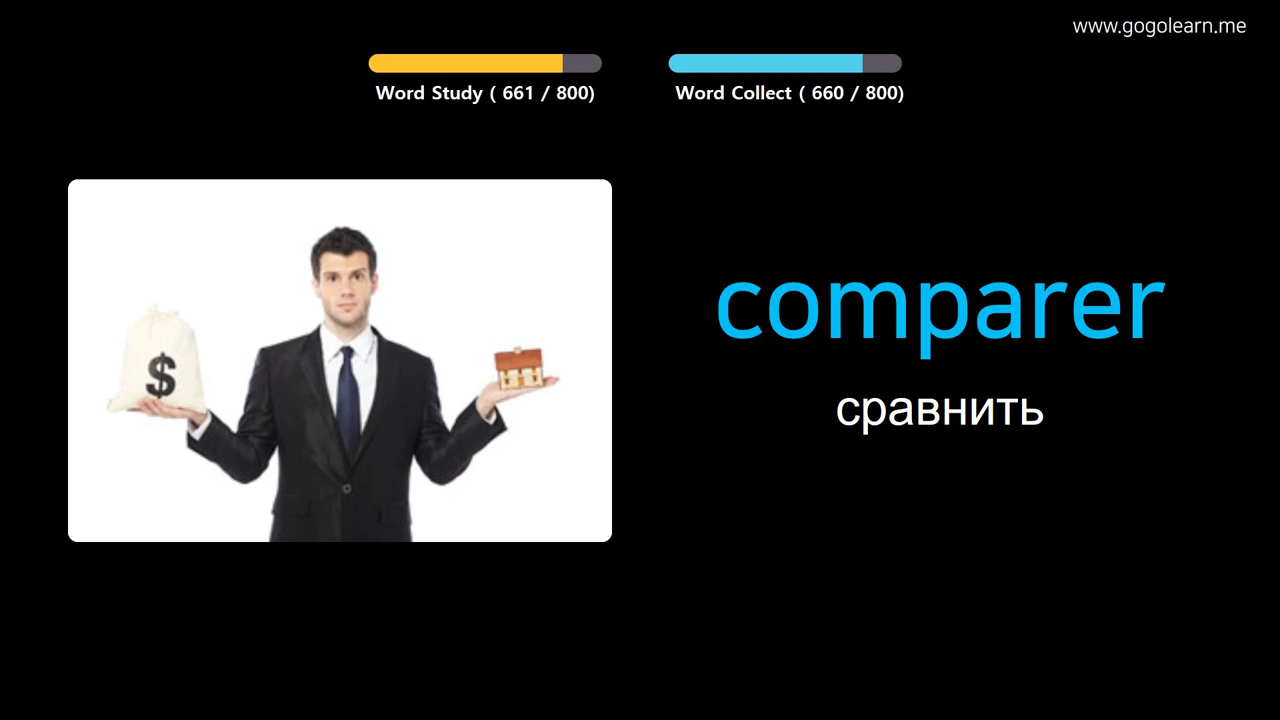 www.gogolearn.me
Word Study ( 661 / 800)
Word Collect ( 660 / 800)
$
comparer
сравнить